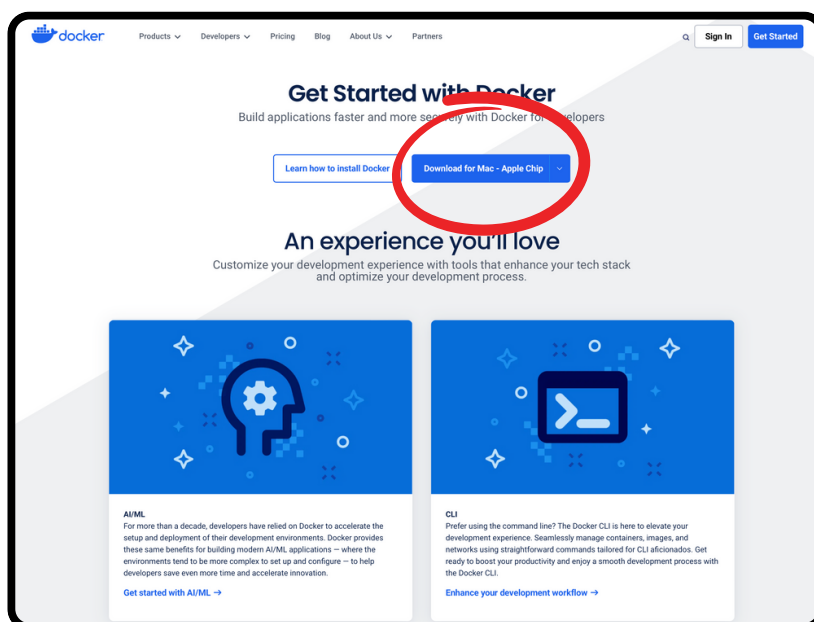 docker
Products
Developers
Pricing
Blog
About Us
Partners
Sign In
Get Started
Get Started with Docker
Build applications faster and more securely with Docker for developers
Learn how to install Docker
Download for Mac - Apple Chip
An experience you'll love
Customize your development experience with tools that enhance your tech stack
and optimize your development process.
AI/ML
For more than a decade, developers have relied on Docker to accelerate the
setup and deployment of their development environments. Docker provides
these same benefits for building modern AI/ML applications — where the
environments tend to be more complex to set up and configure — to help
developers save even more time and accelerate innovation.
Get started with AI/ML →
CLI
Prefer using the command line? The Docker CLI is here to elevate your
development experience. Seamlessly manage containers, images, and
networks using straightforward commands tailored for CLI aficionados. Get
ready to boost your productivity and enjoy a smooth development process with
the Docker CLI.
Enhance your development workflow →